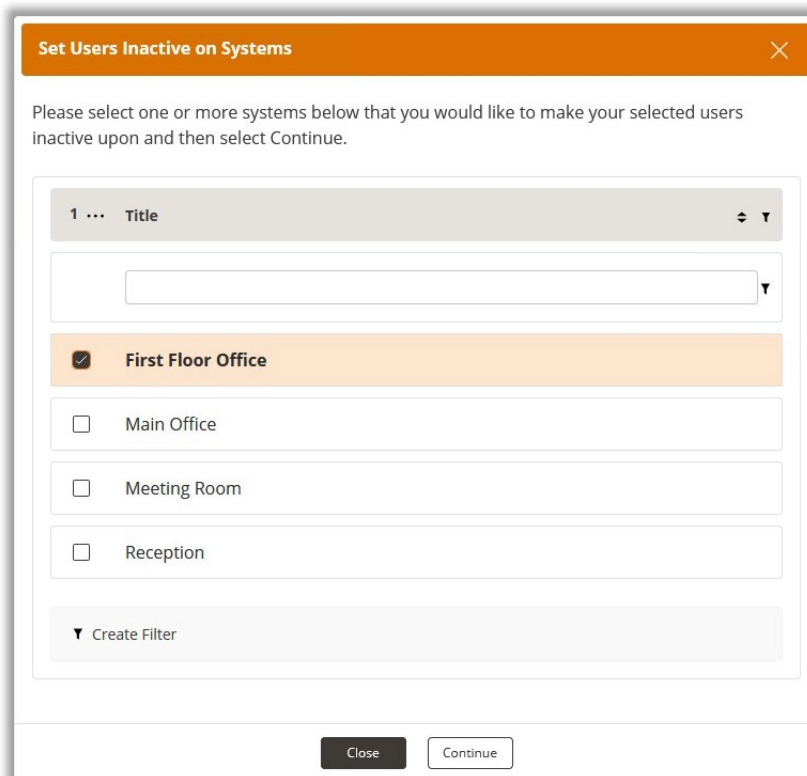 Set Users Inactive on Systems
Please select one or more systems below that you would like to make your selected users
inactive upon and then select Continue.
1 ... Title
First Floor Office
Main Office
Meeting Room
Reception
Create Filter
Close Continue